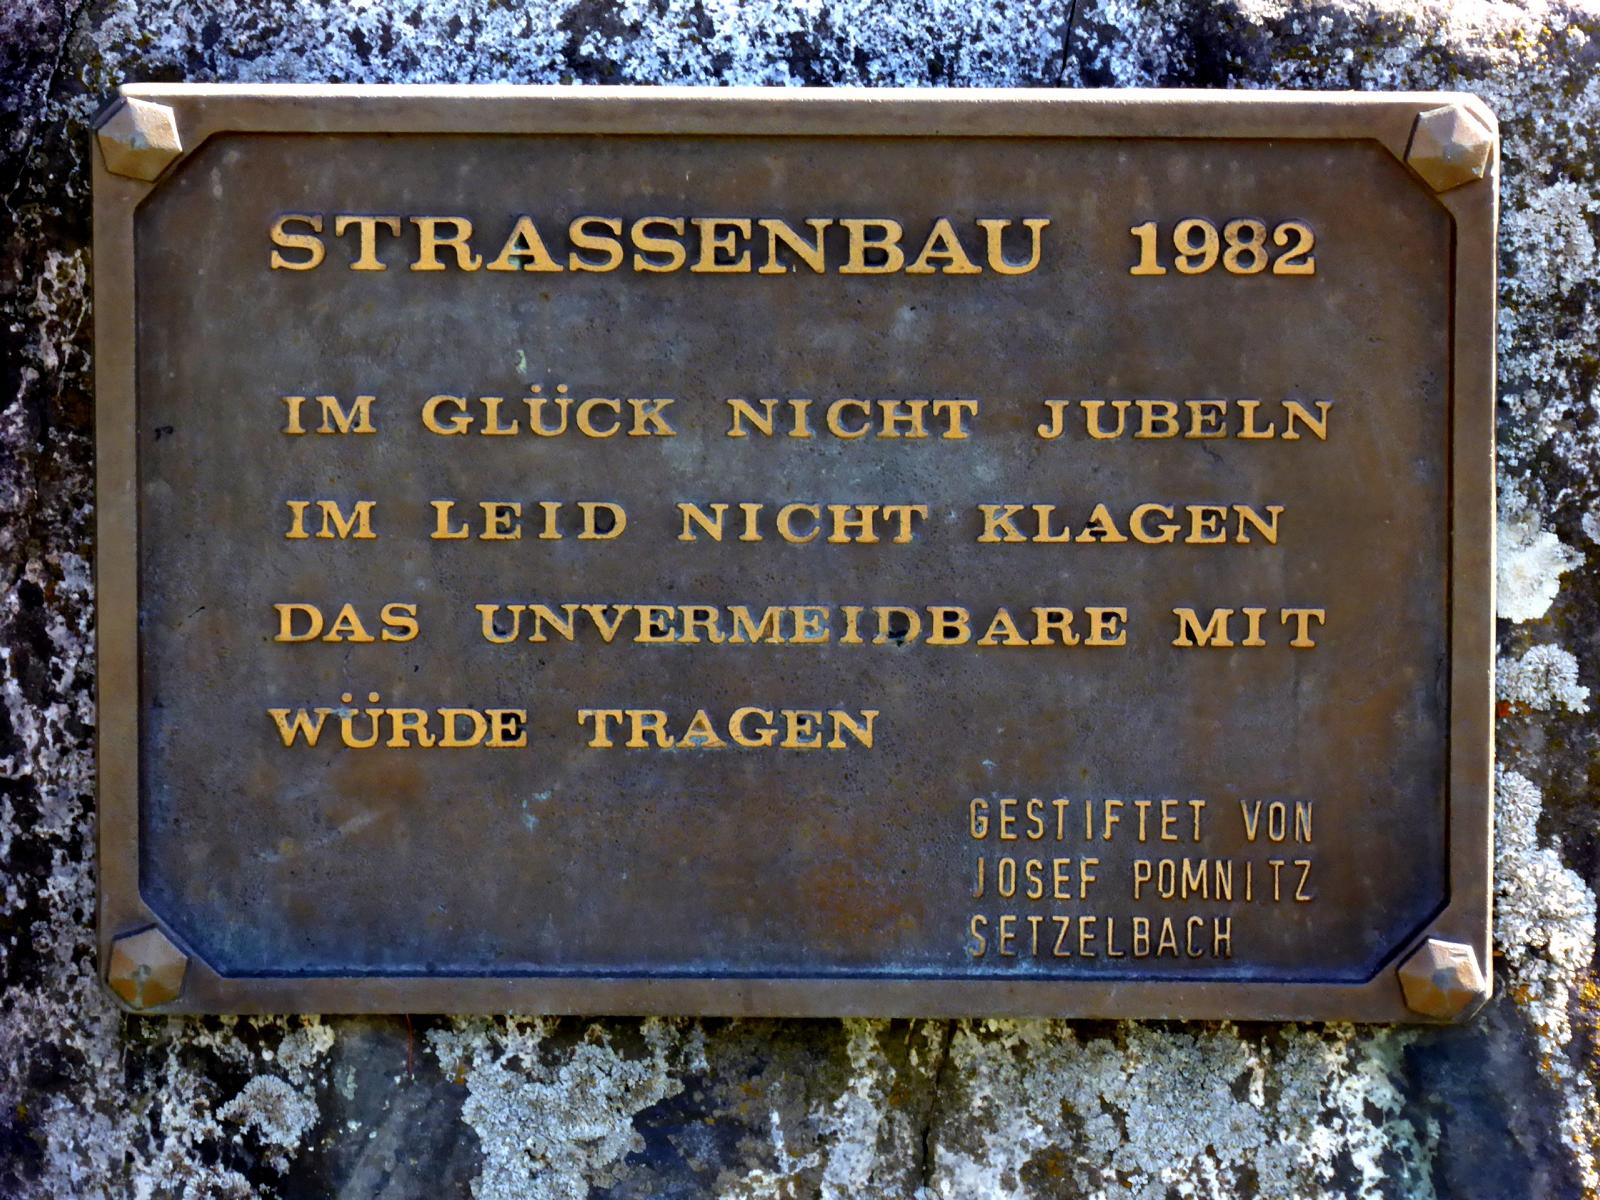 STRASSENBAU 1982
IM GLÜCK NICHT JUBELN
IM LEID NICHT KLAGEN
DAS UNVERMEIDBARE MIT
WÜRDE TRAGEN
GESTIFTET VON
JOSEF POMNITZ
SETZELBACH